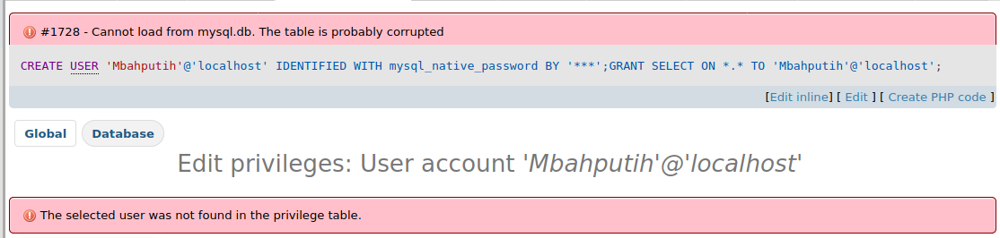 #1728 - Cannot load from mysql.db. The table is probably corrupted
CREATE USER 'Mbahputih'@'localhost' IDENTIFIED WITH mysql_native_password BY '***';GRANT SELECT ON *.* TO 'Mbahputih'@'localhost';
[Edit inline] [ Edit ] [ Create PHP code ]
Global Database
Edit privileges: User account 'Mbahputih'@'localhost'
The selected user was not found in the privilege table.